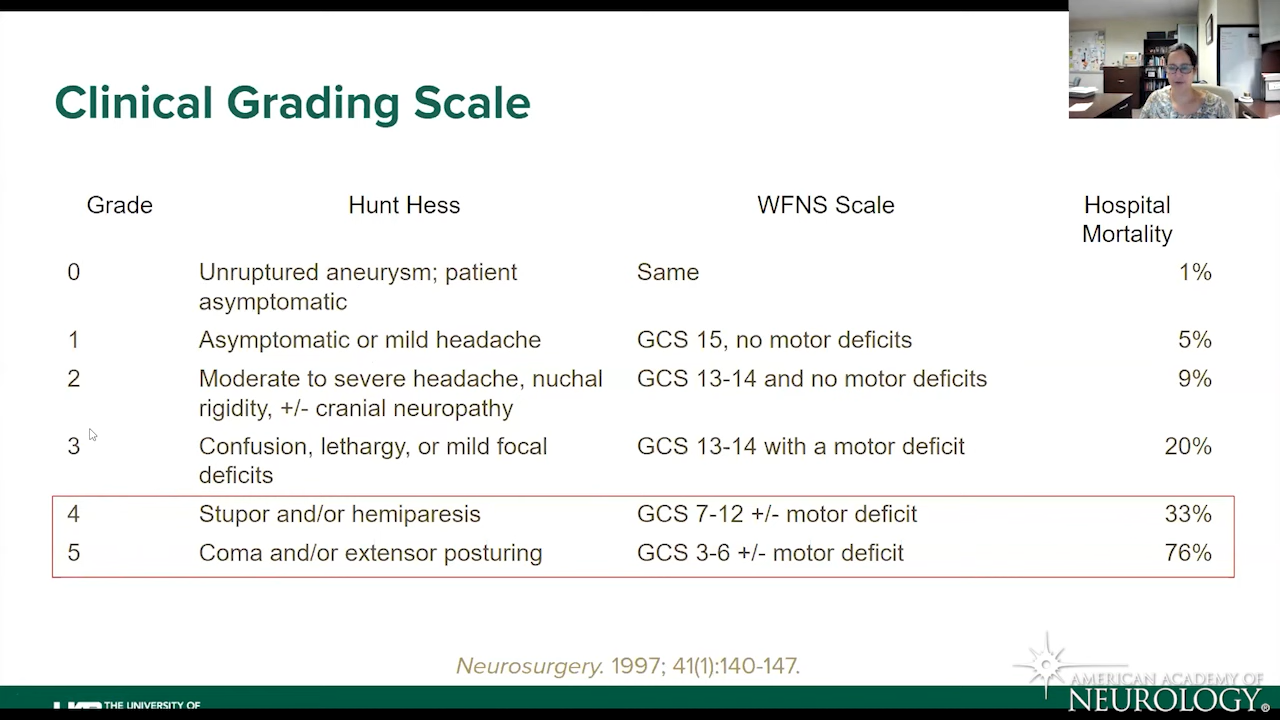 Clinical Grading Scale
Grade Hunt Hess WFNS Scale Hospital
Mortality
0 Unruptured aneurysm; patient Same 1%
asymptomatic
1 Asymptomatic or mild headache GCS 15, no motor deficits 5%
2 Moderate to severe headache, nuchal GCS 13-14 and no motor deficits 9%
rigidity, +/- cranial neuropathy
3 Confusion, lethargy, or mild focal GCS 13-14 with a motor deficit 20%
deficits
4 Stupor and/or hemiparesis GCS 7-12 +/- motor deficit 33%
5 Coma and/or extensor posturing GCS 3-6 +/- motor deficit 76%
Neurosurgery. 1997; 41(1):140-147.
AMERICAN ACADEMY OF
NEUROLOGY®
THE UNIVERSITY OF